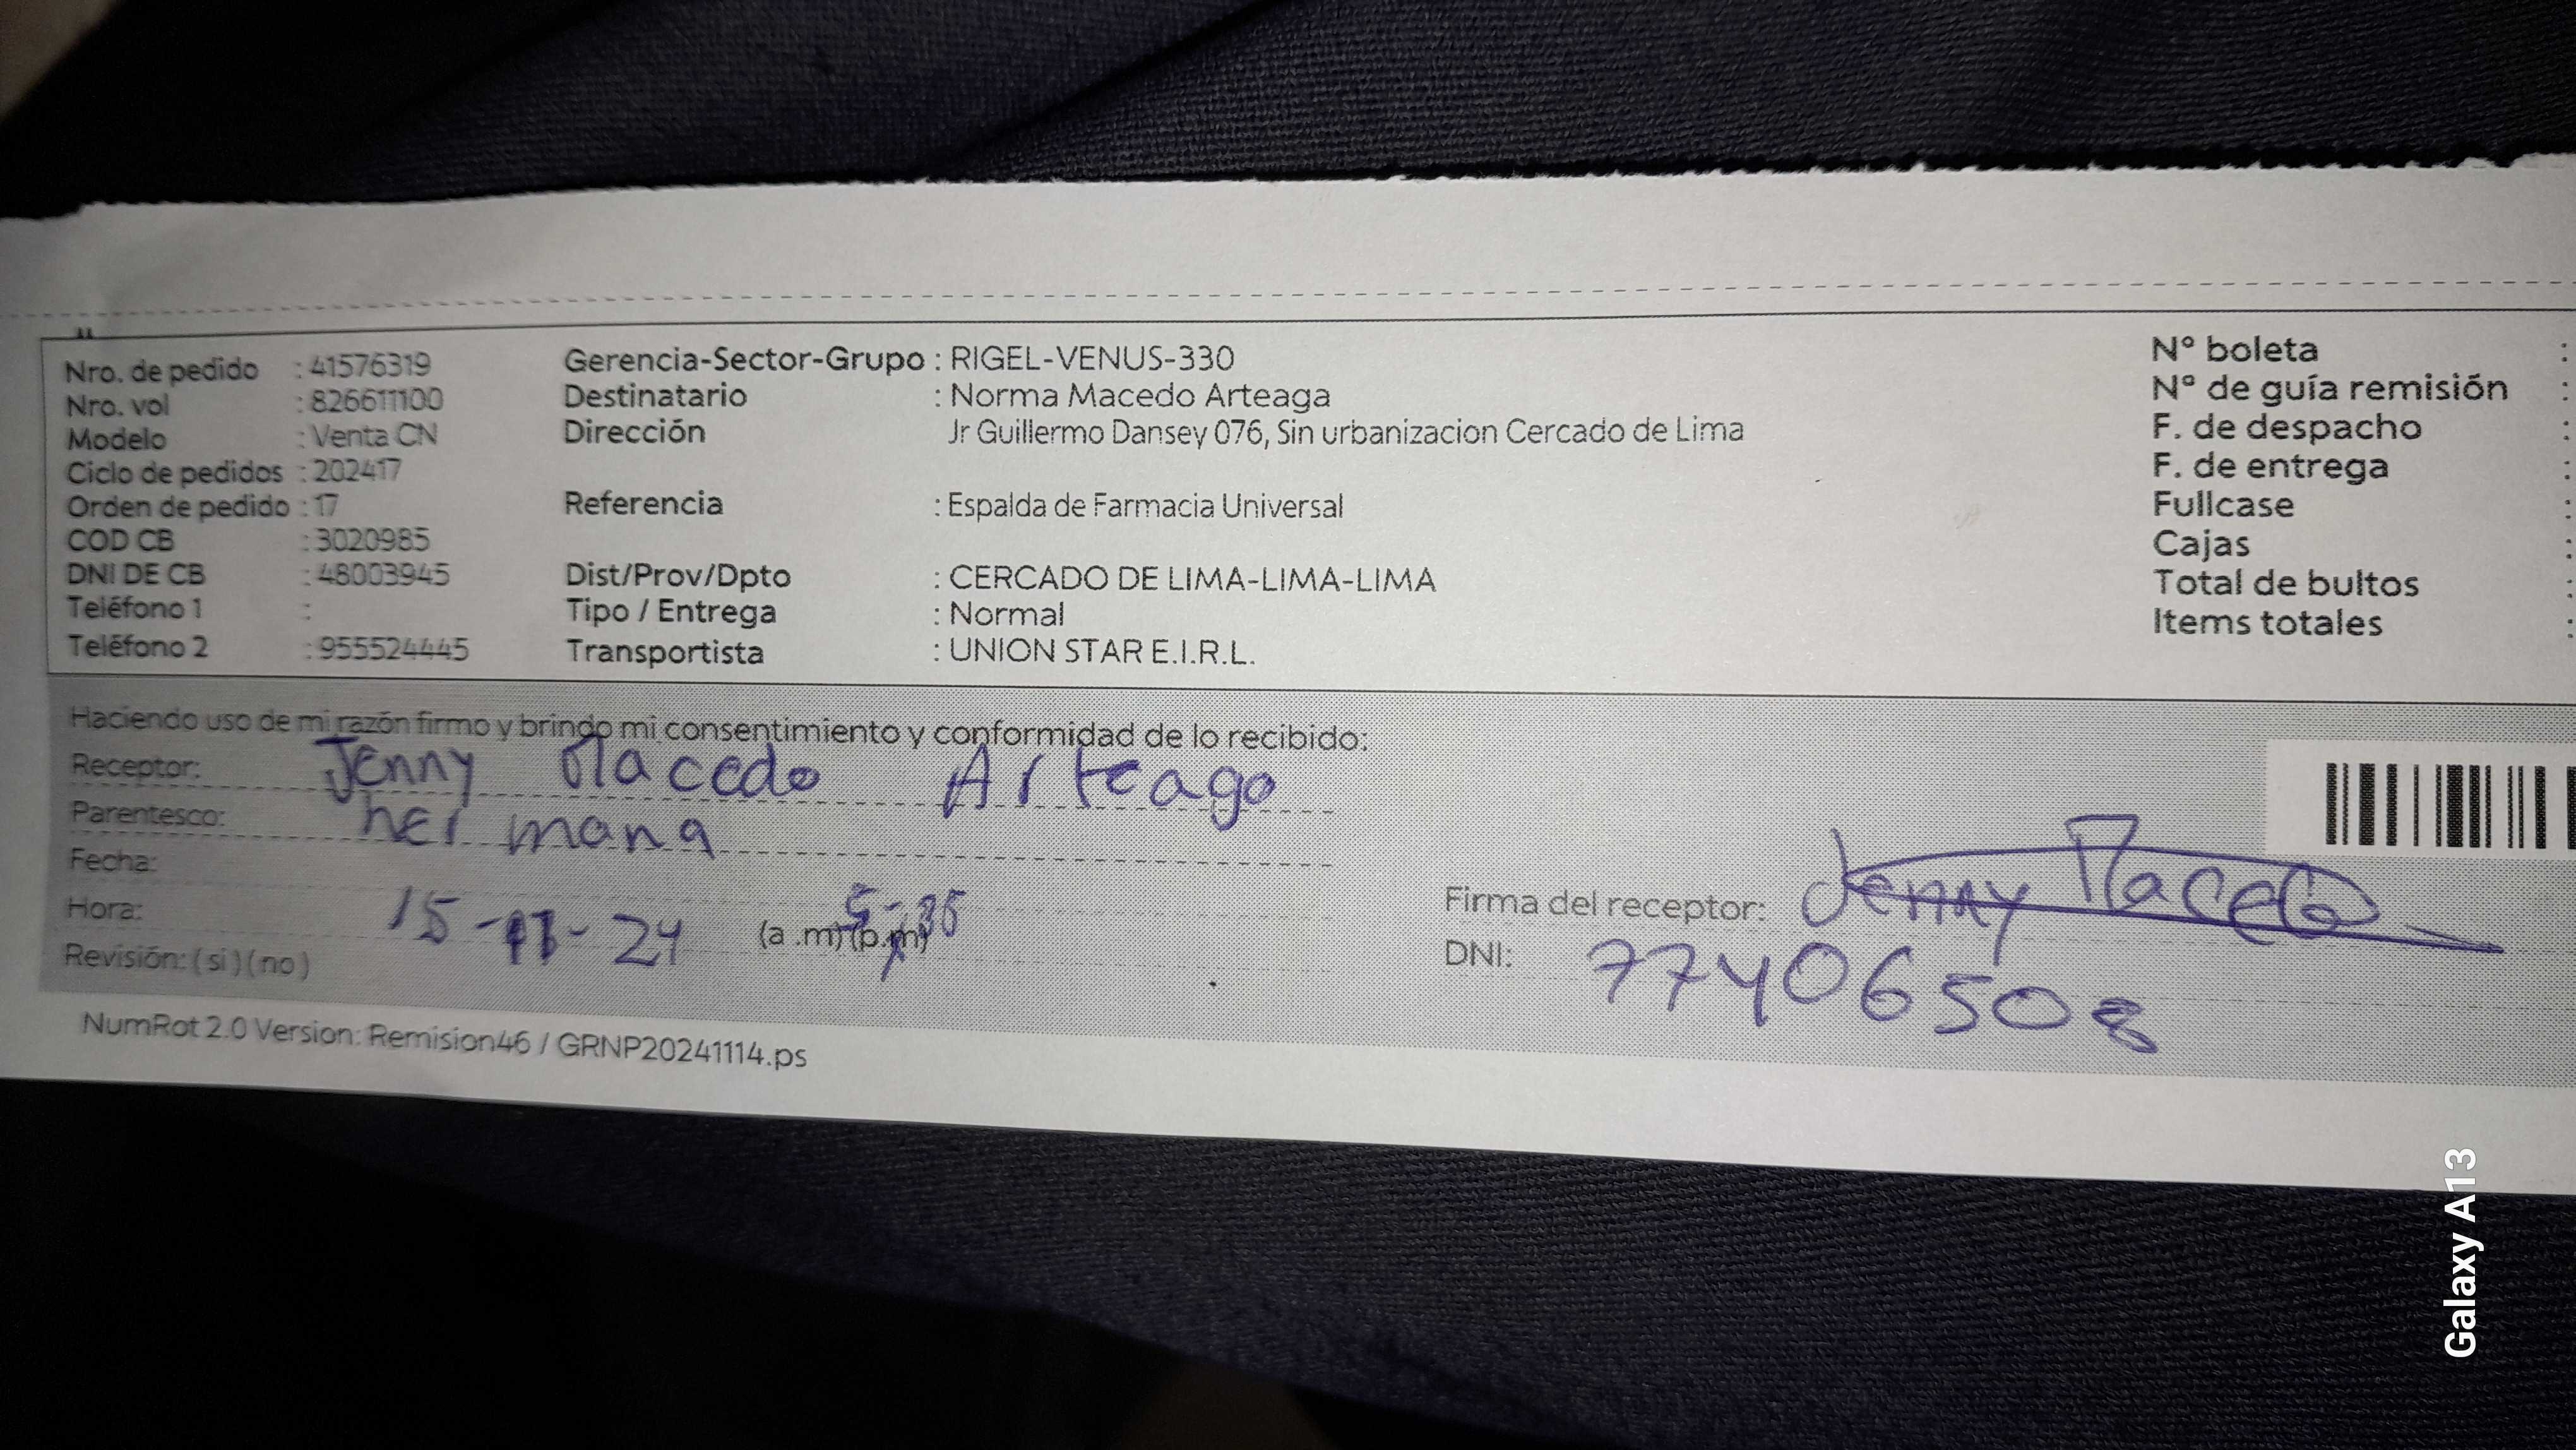 Nro. de pedido : 41576319
Nro. vol : 826611100
Modelo : Venta CN
Ciclo de pedidos : 202417
Orden de pedido : 17
COD CB : 3020985
DNI DE CB : 48003945
Teléfono 1 :
Teléfono 2 : 955524445
Gerencia-Sector-Grupo : RIGEL-VENUS-330
Destinatario : Norma Macedo Arteaga
Dirección Jr Guillermo Dansey 076, Sin urbanizacion Cercado de Lima
Referencia : Espalda de Farmacia Universal
Dist/Prov/Dpto : CERCADO DE LIMA-LIMA-LIMA
Tipo / Entrega : Normal
Transportista : UNION STAR E.I.R.L.
N° boleta :
N° de guía remisión :
F. de despacho :
F. de entrega :
Fullcase :
Cajas :
Total de bultos :
Items totales :
Haciendo uso de mi razón firmo y brindo mi consentimiento y conformidad de lo recibido:
Receptor: Jenny Macedo Arteaga
Parentesco: hermana
Fecha:
Hora: 15-11-24 (a .m) (p.m)
Revisión: ( si ) ( no )
Firma del receptor: Jenny Macedo
DNI: 77406508
NumRot 2.0 Version: Remision46 / GRNP20241114.ps
Galaxy A13